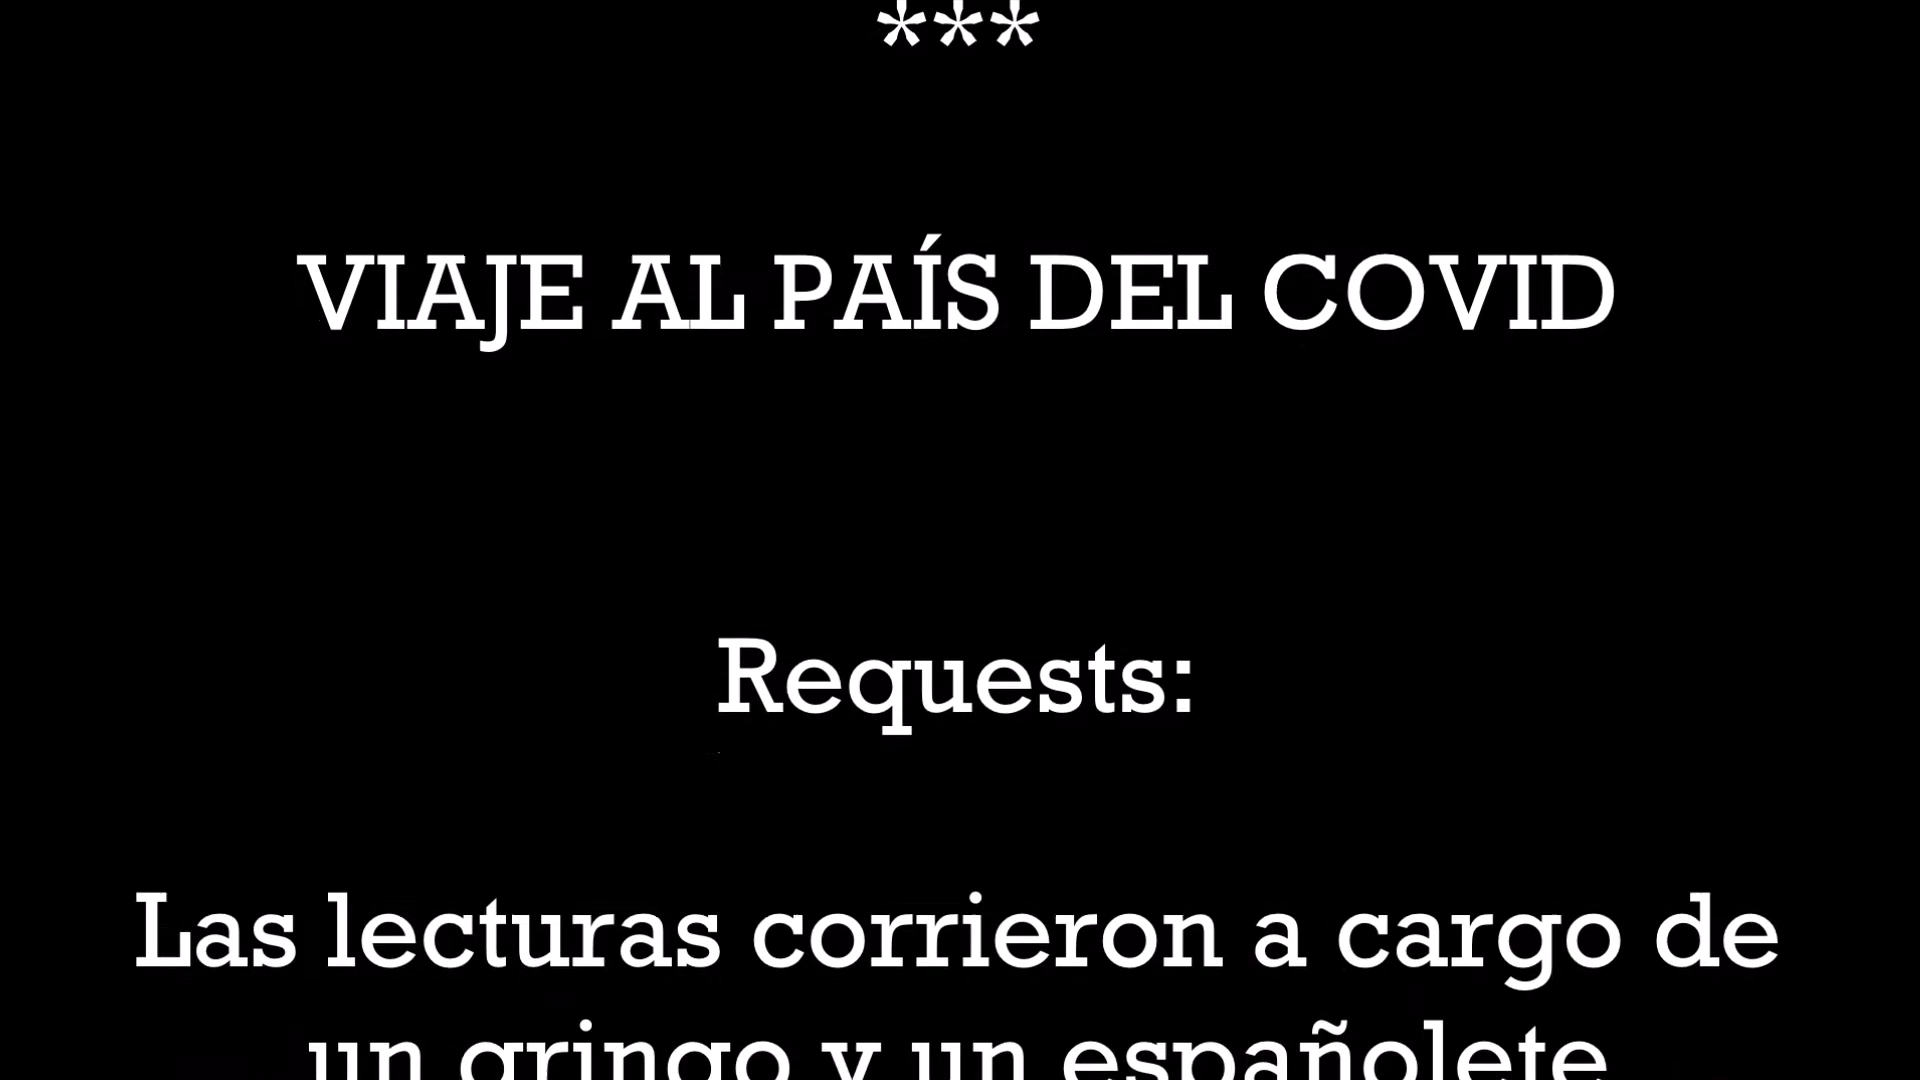 ***
VIAJE AL PAÍS DEL COVID
Requests:
Las lecturas corrieron a cargo de
un gringo y un españolete